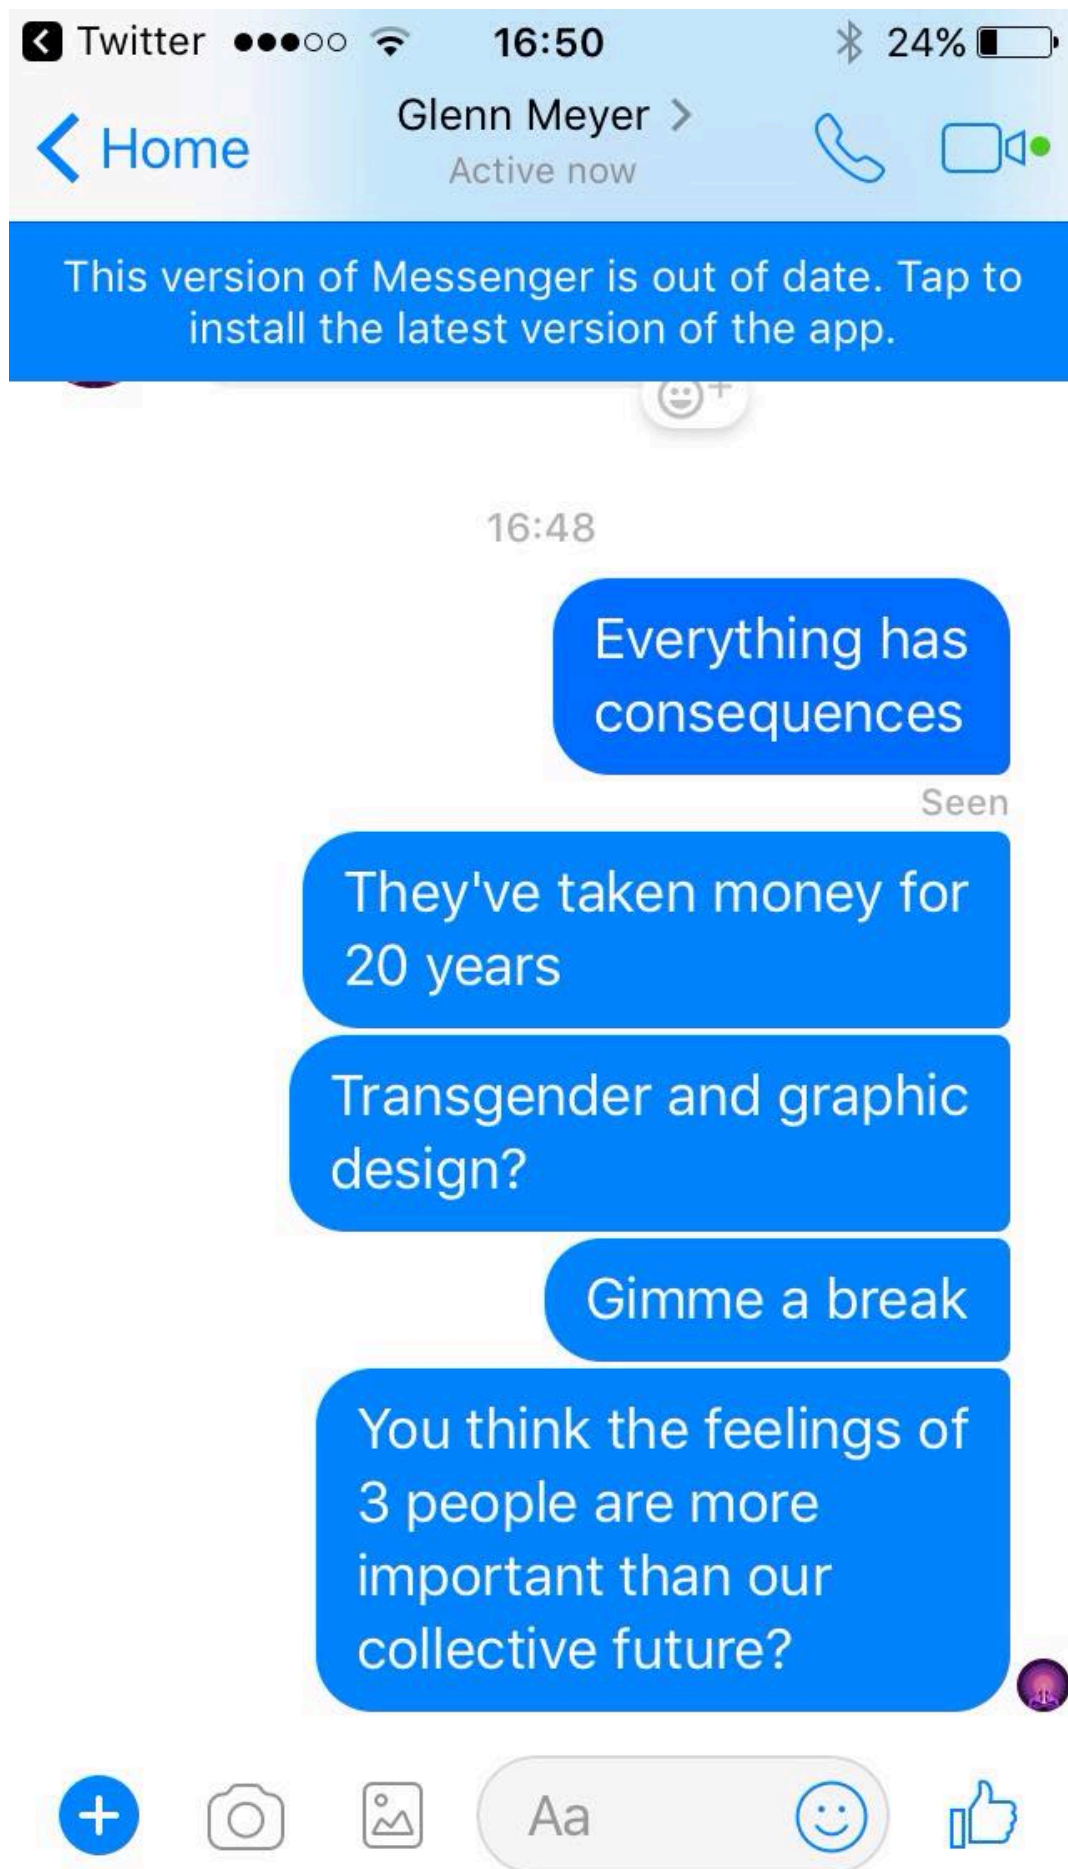 Twitter 16:50 24%
Home Glenn Meyer
Active now
This version of Messenger is out of date. Tap to
install the latest version of the app.
16:48
Everything has
consequences
Seen
They've taken money for
20 years
Transgender and graphic
design?
Gimme a break
You think the feelings of
3 people are more
important than our
collective future?
Aa